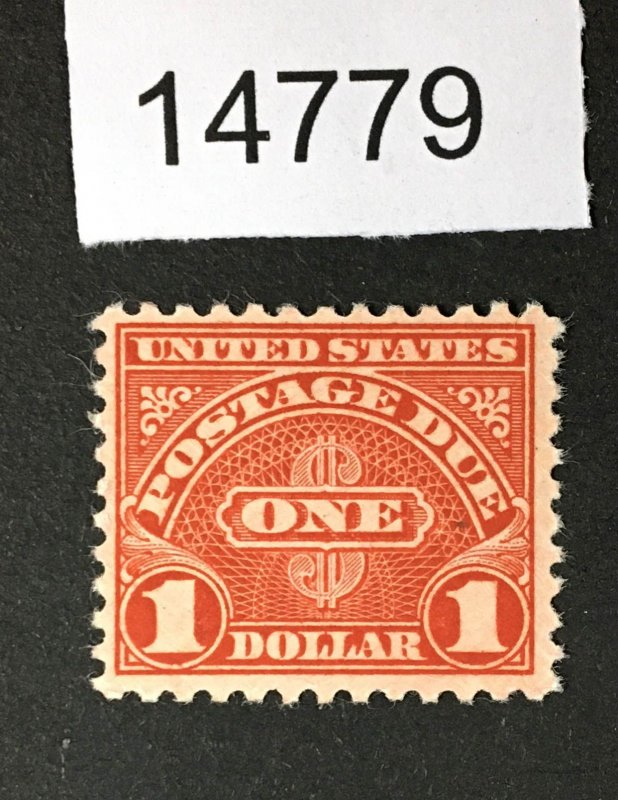 14779
UNITED STATES
POSTAGE DUE
$
ONE
1 DOLLAR 1